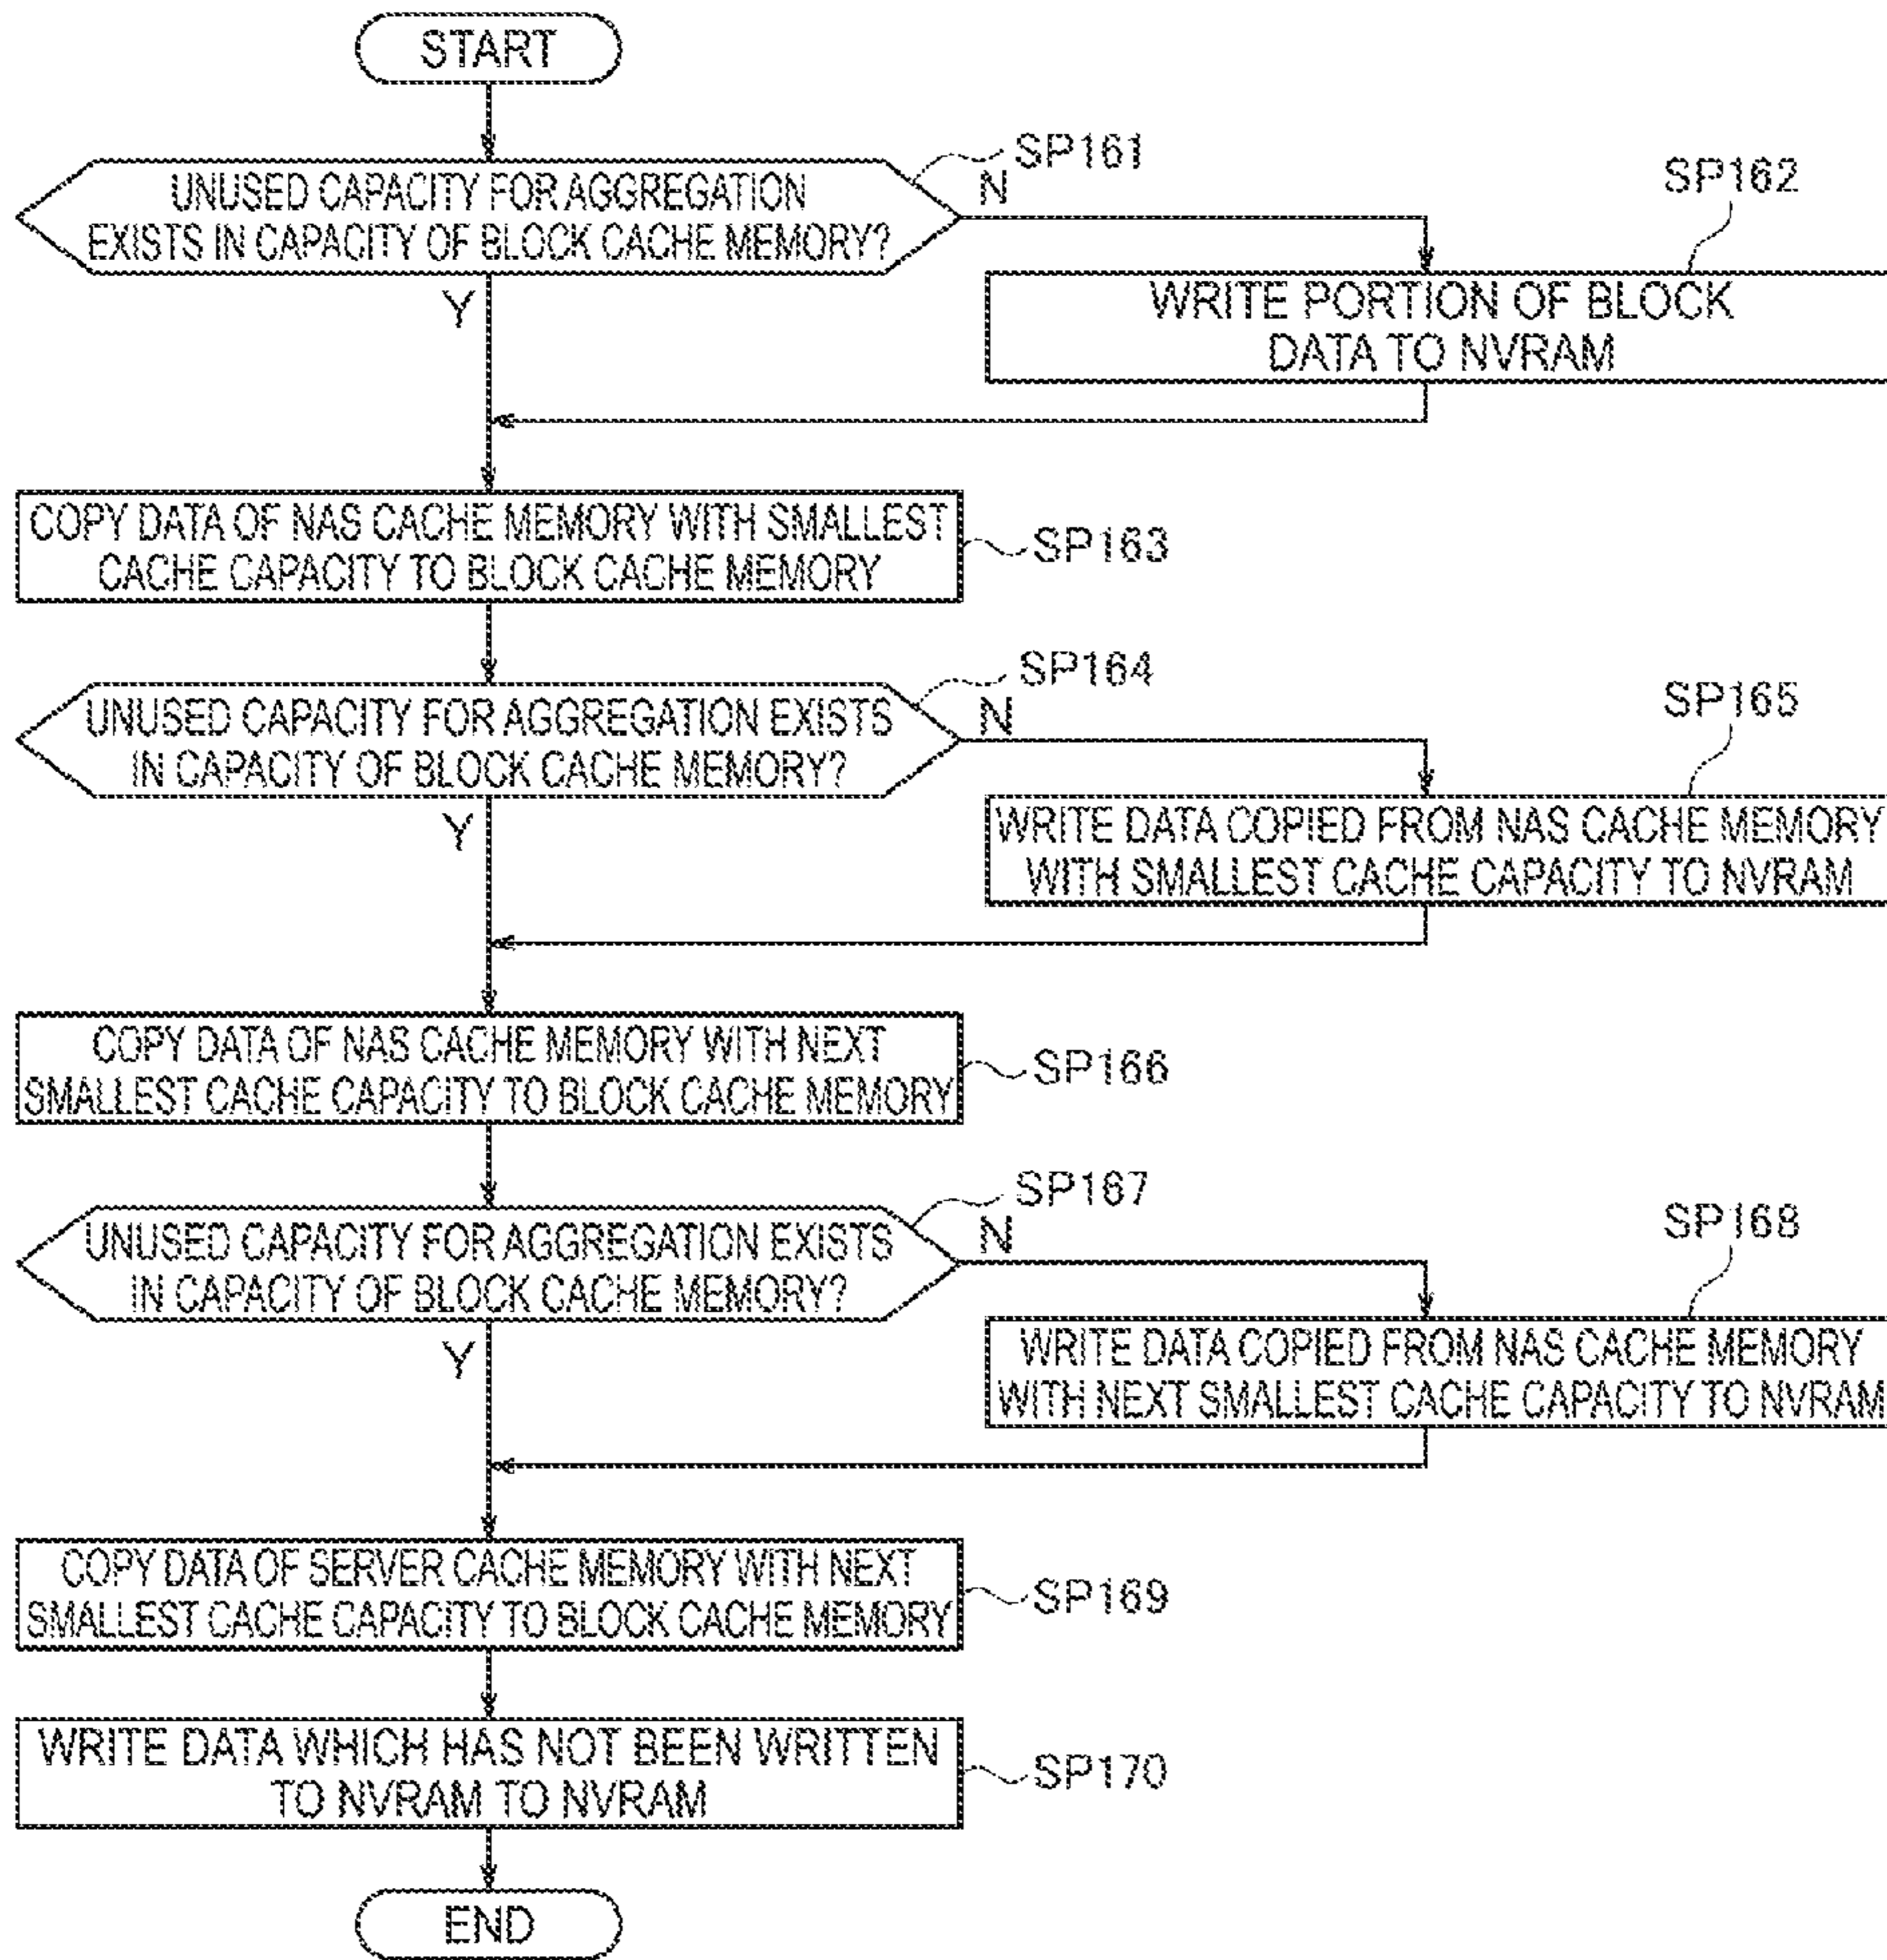 START
SP161
UNUSED CAPACITY FOR AGGREGATION
EXISTS IN CAPACITY OF BLOCK CACHE MEMORY?
N
Y
SP162
WRITE PORTION OF BLOCK
DATA TO NVRAM
COPY DATA OF NAS CACHE MEMORY WITH SMALLEST
CACHE CAPACITY TO BLOCK CACHE MEMORY
SP163
SP164
UNUSED CAPACITY FOR AGGREGATION EXISTS
IN CAPACITY OF BLOCK CACHE MEMORY?
N
Y
SP165
WRITE DATA COPIED FROM NAS CACHE MEMORY
WITH SMALLEST CACHE CAPACITY TO NVRAM
COPY DATA OF NAS CACHE MEMORY WITH NEXT
SMALLEST CACHE CAPACITY TO BLOCK CACHE MEMORY
SP166
SP167
UNUSED CAPACITY FOR AGGREGATION EXISTS
IN CAPACITY OF BLOCK CACHE MEMORY?
N
Y
SP168
WRITE DATA COPIED FROM NAS CACHE MEMORY
WITH NEXT SMALLEST CACHE CAPACITY TO NVRAM
COPY DATA OF SERVER CACHE MEMORY WITH NEXT
SMALLEST CACHE CAPACITY TO BLOCK CACHE MEMORY
SP169
WRITE DATA WHICH HAS NOT BEEN WRITTEN
TO NVRAM TO NVRAM
SP170
END